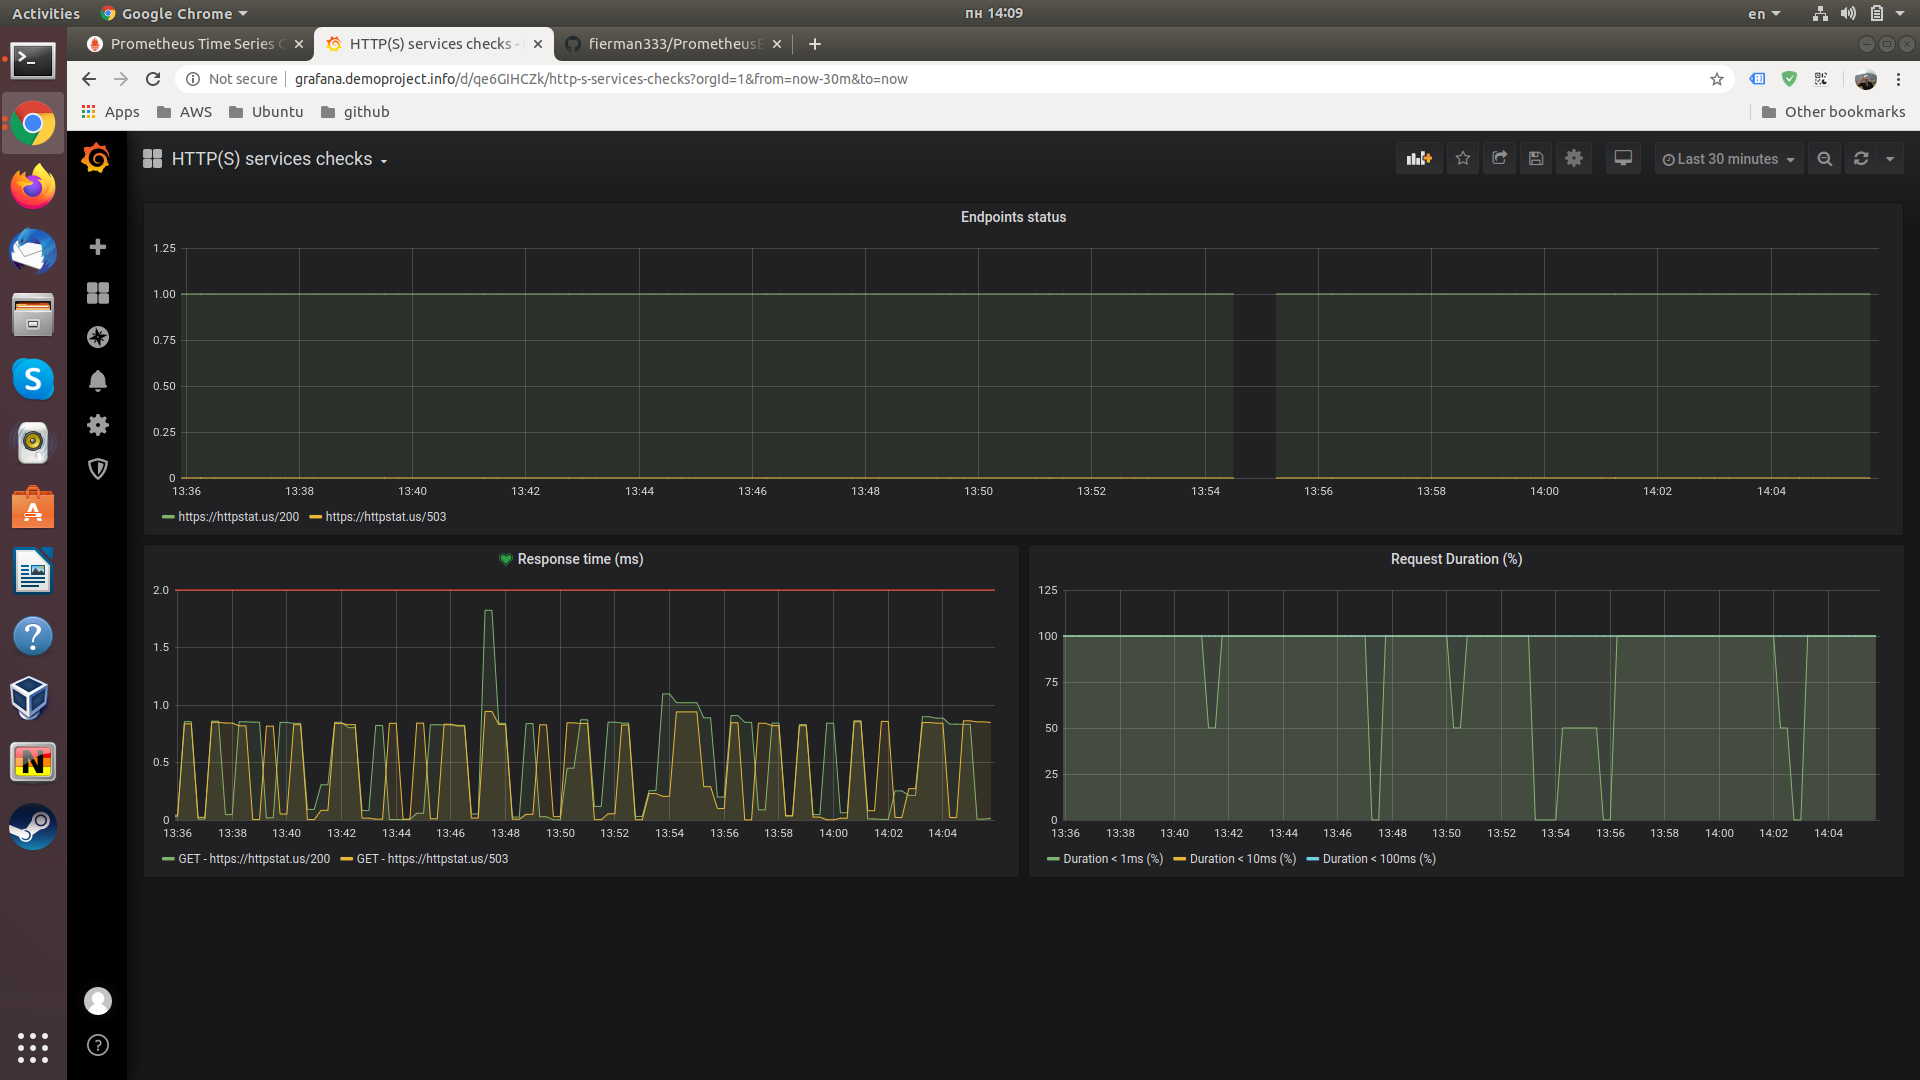 Activities Google Chrome пн 14:09 en
Prometheus Time Series C HTTP(S) services checks - fierman333/PrometheusB
Not secure grafana.demoproject.info/d/qe6GIHCZk/http-s-services-checks?orgId=1&from=now-30m&to=now
Apps AWS Ubuntu github Other bookmarks
HTTP(S) services checks Last 30 minutes
Endpoints status
1.25
1.00
0.75
0.50
0.25
0
13:36 13:38 13:40 13:42 13:44 13:46 13:48 13:50 13:52 13:54 13:56 13:58 14:00 14:02 14:04
https://httpstat.us/200 https://httpstat.us/503
Response time (ms)
2.0
1.5
1.0
0.5
0
13:36 13:38 13:40 13:42 13:44 13:46 13:48 13:50 13:52 13:54 13:56 13:58 14:00 14:02 14:04
GET - https://httpstat.us/200 GET - https://httpstat.us/503
Request Duration (%)
125
100
75
50
25
0
13:36 13:38 13:40 13:42 13:44 13:46 13:48 13:50 13:52 13:54 13:56 13:58 14:00 14:02 14:04
Duration < 1ms (%) Duration < 10ms (%) Duration < 100ms (%)